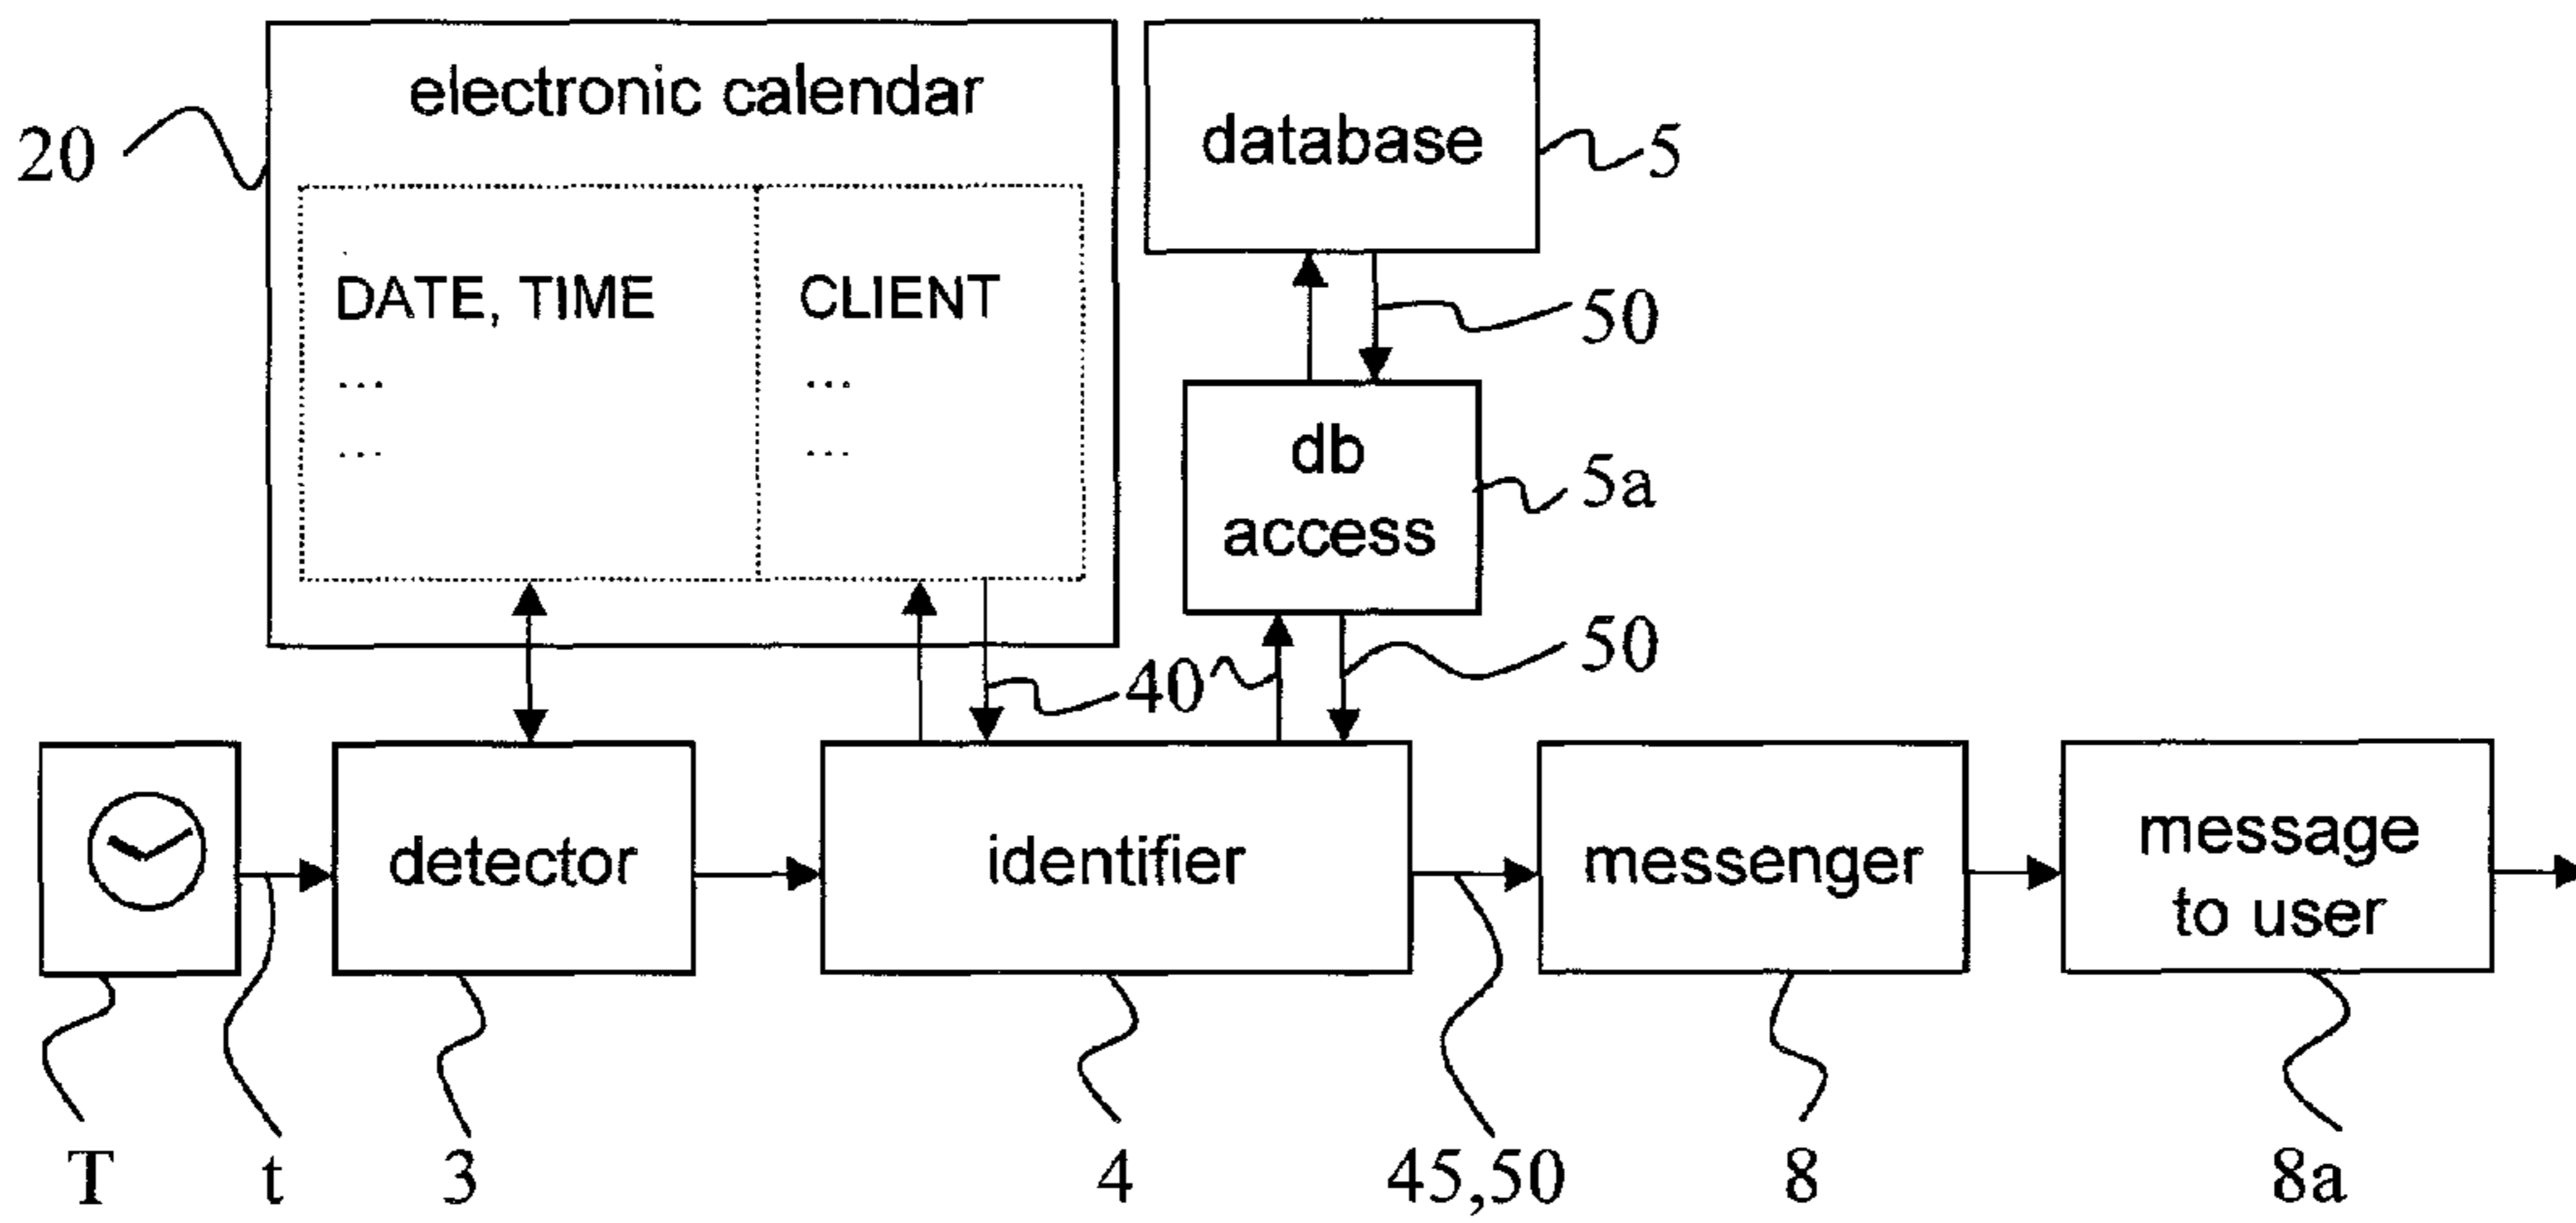 electronic calendar
20
DATE, TIME
CLIENT
...
...
...
...
database
5
50
db
access
5a
50
40
detector
identifier
messenger
message
to user
T
t
3
4
45,50
8
8a